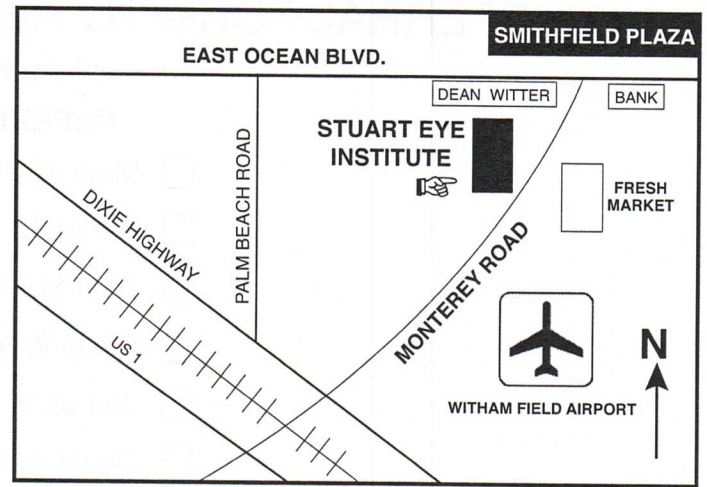 SMITHFIELD PLAZA
EAST OCEAN BLVD.
DEAN WITTER
BANK
STUART EYE
INSTITUTE
PALM BEACH ROAD
FRESH
MARKET
DIXIE HIGHWAY
MONTEREY ROAD
US 1
N
WITHAM FIELD AIRPORT